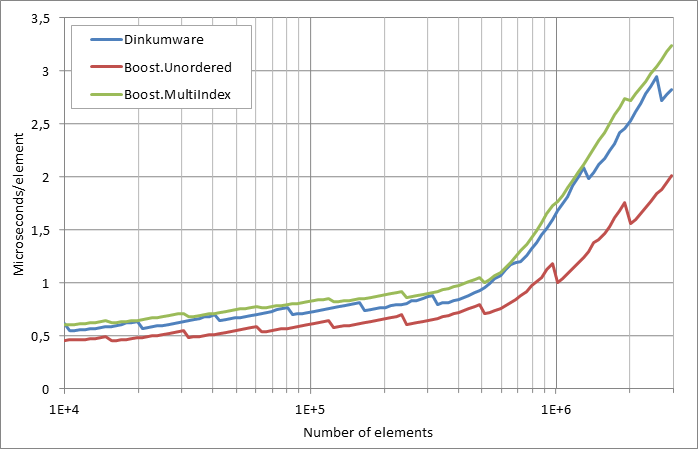 3,5
3
2,5
2
1,5
1
0,5
0
Microseconds/element
Dinkumware
Boost.Unordered
Boost.MultiIndex
1E+4
1E+5
1E+6
Number of elements